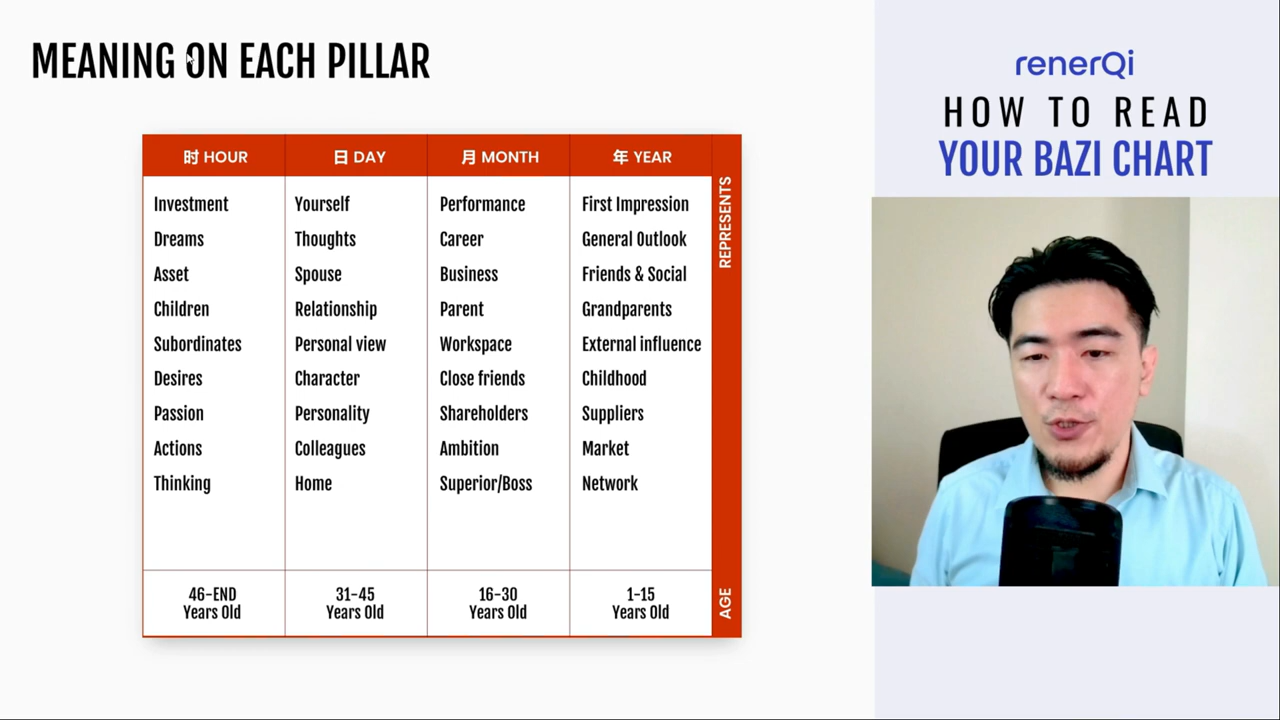 MEANING ON EACH PILLAR
时 HOUR
日 DAY
月 MONTH
年 YEAR
REPRESENTS
Investment
Dreams
Asset
Children
Subordinates
Desires
Passion
Actions
Thinking
Yourself
Thoughts
Spouse
Relationship
Personal view
Character
Personality
Colleagues
Home
Performance
Career
Business
Parent
Workspace
Close friends
Shareholders
Ambition
Superior/Boss
First Impression
General Outlook
Friends & Social
Grandparents
External influence
Childhood
Suppliers
Market
Network
46-END
Years Old
31-45
Years Old
16-30
Years Old
1-15
Years Old
AGE
renerQi
HOW TO READ
YOUR BAZI CHART